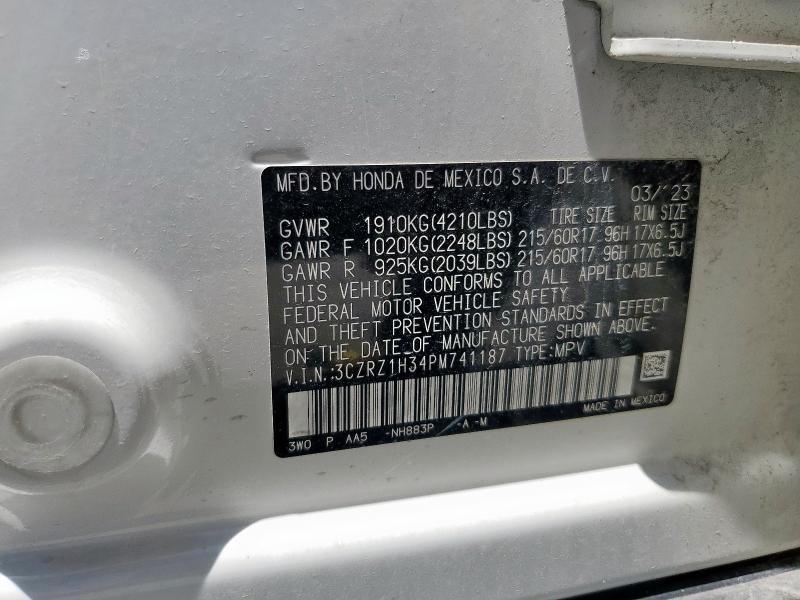 MFD.BY HONDA DE MEXICO S.A. DE C.V. 03/'23
GVWR 1910KG(4210LBS) TIRE SIZE RIM SIZE
GAWR F 1020KG(2248LBS) 215/60R17 96H 17X6.5J
GAWR R 925KG(2039LBS) 215/60R17 96H 17X6.5J
THIS VEHICLE CONFORMS TO ALL APPLICABLE
FEDERAL MOTOR VEHICLE SAFETY
AND THEFT PREVENTION STANDARDS IN EFFECT
ON THE DATE OF MANUFACTURE SHOWN ABOVE.
V.I.N.:3CZRZ1H34PM741187 TYPE:MPV
MADE IN MEXICO
3WO P AA5 -NH883P -A -M